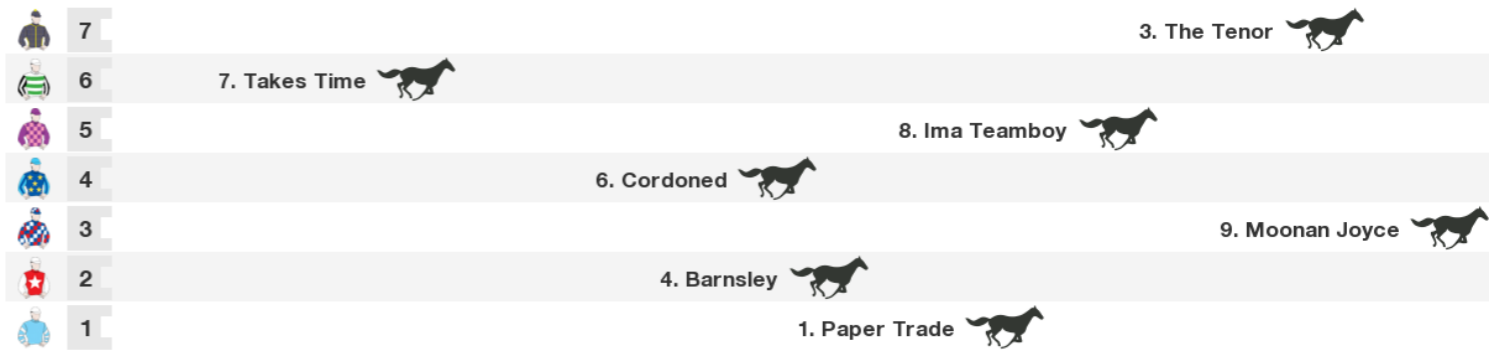 7 3. The Tenor
6 7. Takes Time
5 8. Ima Teamboy
4 6. Cordoned
3 9. Moonan Joyce
2 4. Barnsley
1 1. Paper Trade